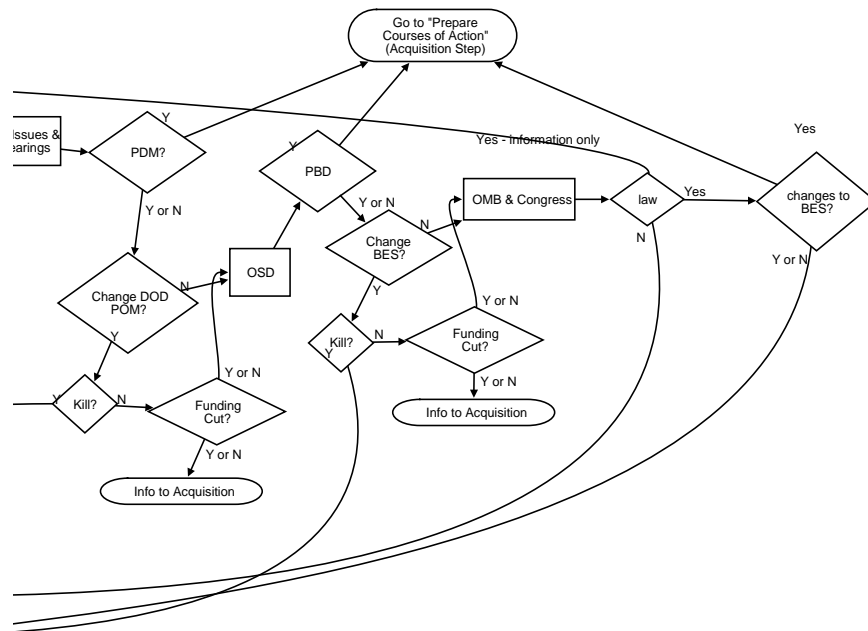 Go to "Prepare
Courses of Action"
(Acquisition Step)
Yes
Y
Issues &
earings
PDM?
Y
PBD
Yes - information only
changes to
BES?
OMB & Congress
law
Yes
Y or N
Y or N
N
Change
BES?
N
Y or N
OSD
Change DOD
POM?
N
Y
Y or N
Y
Kill?
Y
N
Funding
Cut?
Y or N
Y or N
Info to Acquisition
Y
Kill?
N
Funding
Cut?
Y or N
Info to Acquisition